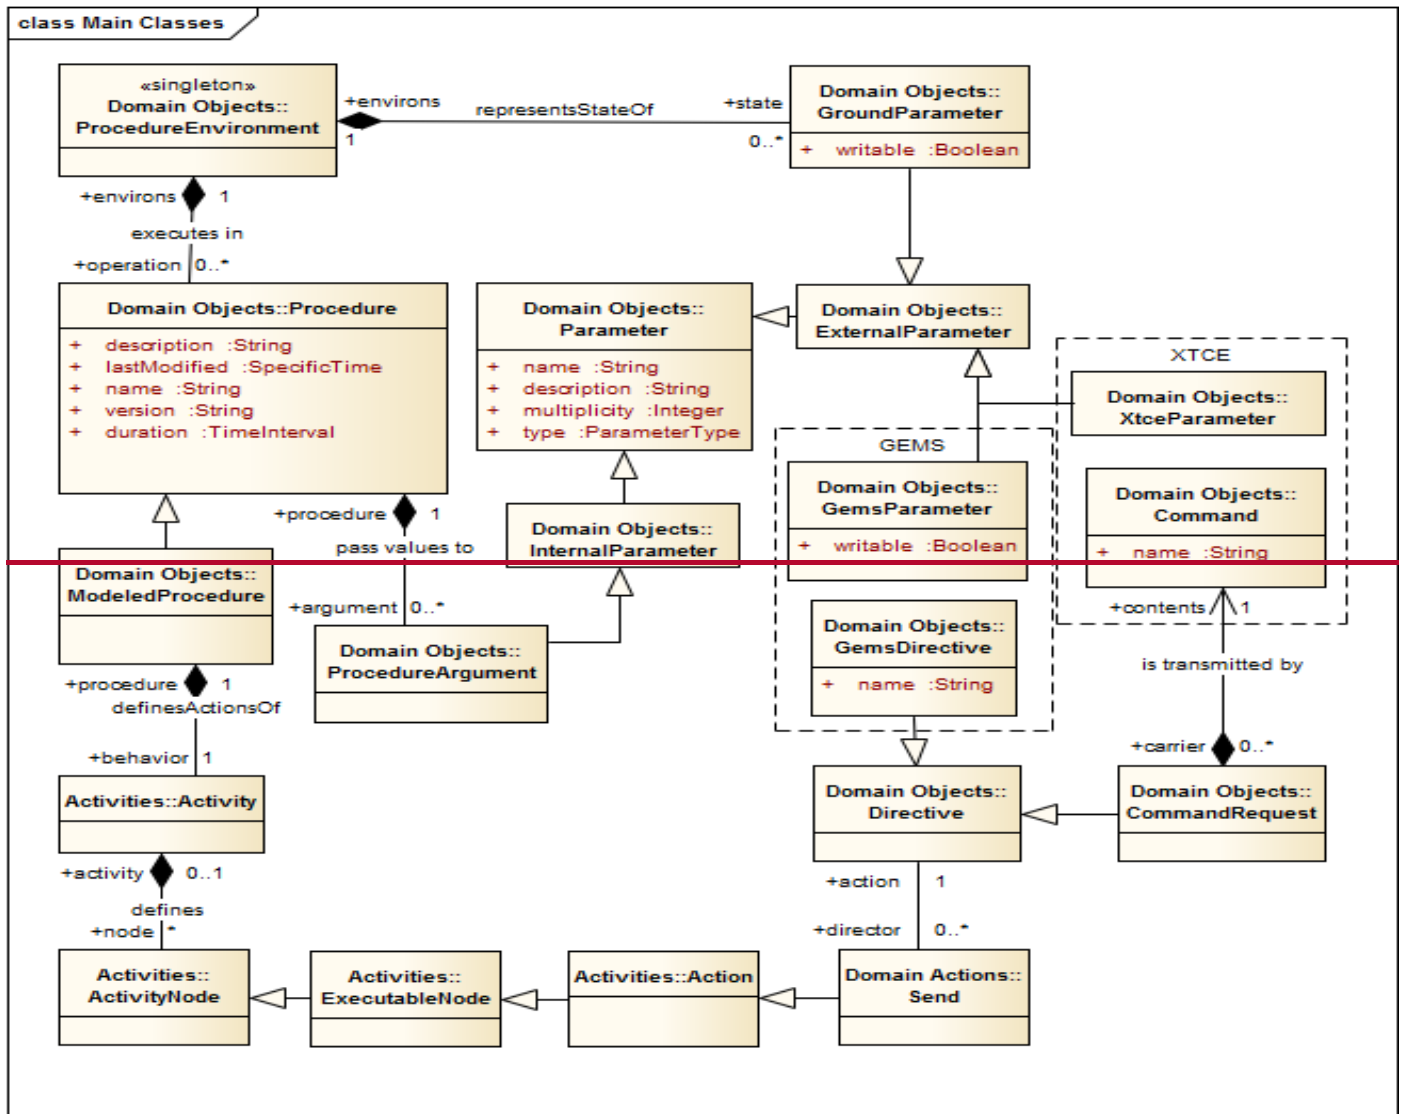 class Main Classes
«singleton»
Domain Objects::
ProcedureEnvironment
+environs
1
representsStateOf
+state
0..*
Domain Objects::
GroundParameter
+ writable :Boolean
+environs 1
executes in
+operation 0..*
Domain Objects::Procedure
+ description :String
+ lastModified :SpecificTime
+ name :String
+ version :String
+ duration :TimeInterval
Domain Objects::
Parameter
+ name :String
+ description :String
+ multiplicity :Integer
+ type :ParameterType
Domain Objects::
ExternalParameter
XTCE
Domain Objects::
XtceParameter
GEMS
Domain Objects::
GemsParameter
+ writable :Boolean
Domain Objects::
Command
+ name :String
+procedure 1
pass values to
+argument 0..*
Domain Objects::
InternalParameter
Domain Objects::
ModeledProcedure
Domain Objects::
ProcedureArgument
Domain Objects::
GemsDirective
+ name :String
+contents 1
is transmitted by
+carrier 0..*
+procedure 1
definesActionsOf
+behavior 1
Activities::Activity
Domain Objects::
Directive
Domain Objects::
CommandRequest
+activity 0..1
defines
+node *
+action 1
+director 0..*
Activities::
ActivityNode
Activities::
ExecutableNode
Activities::Action
Domain Actions::
Send